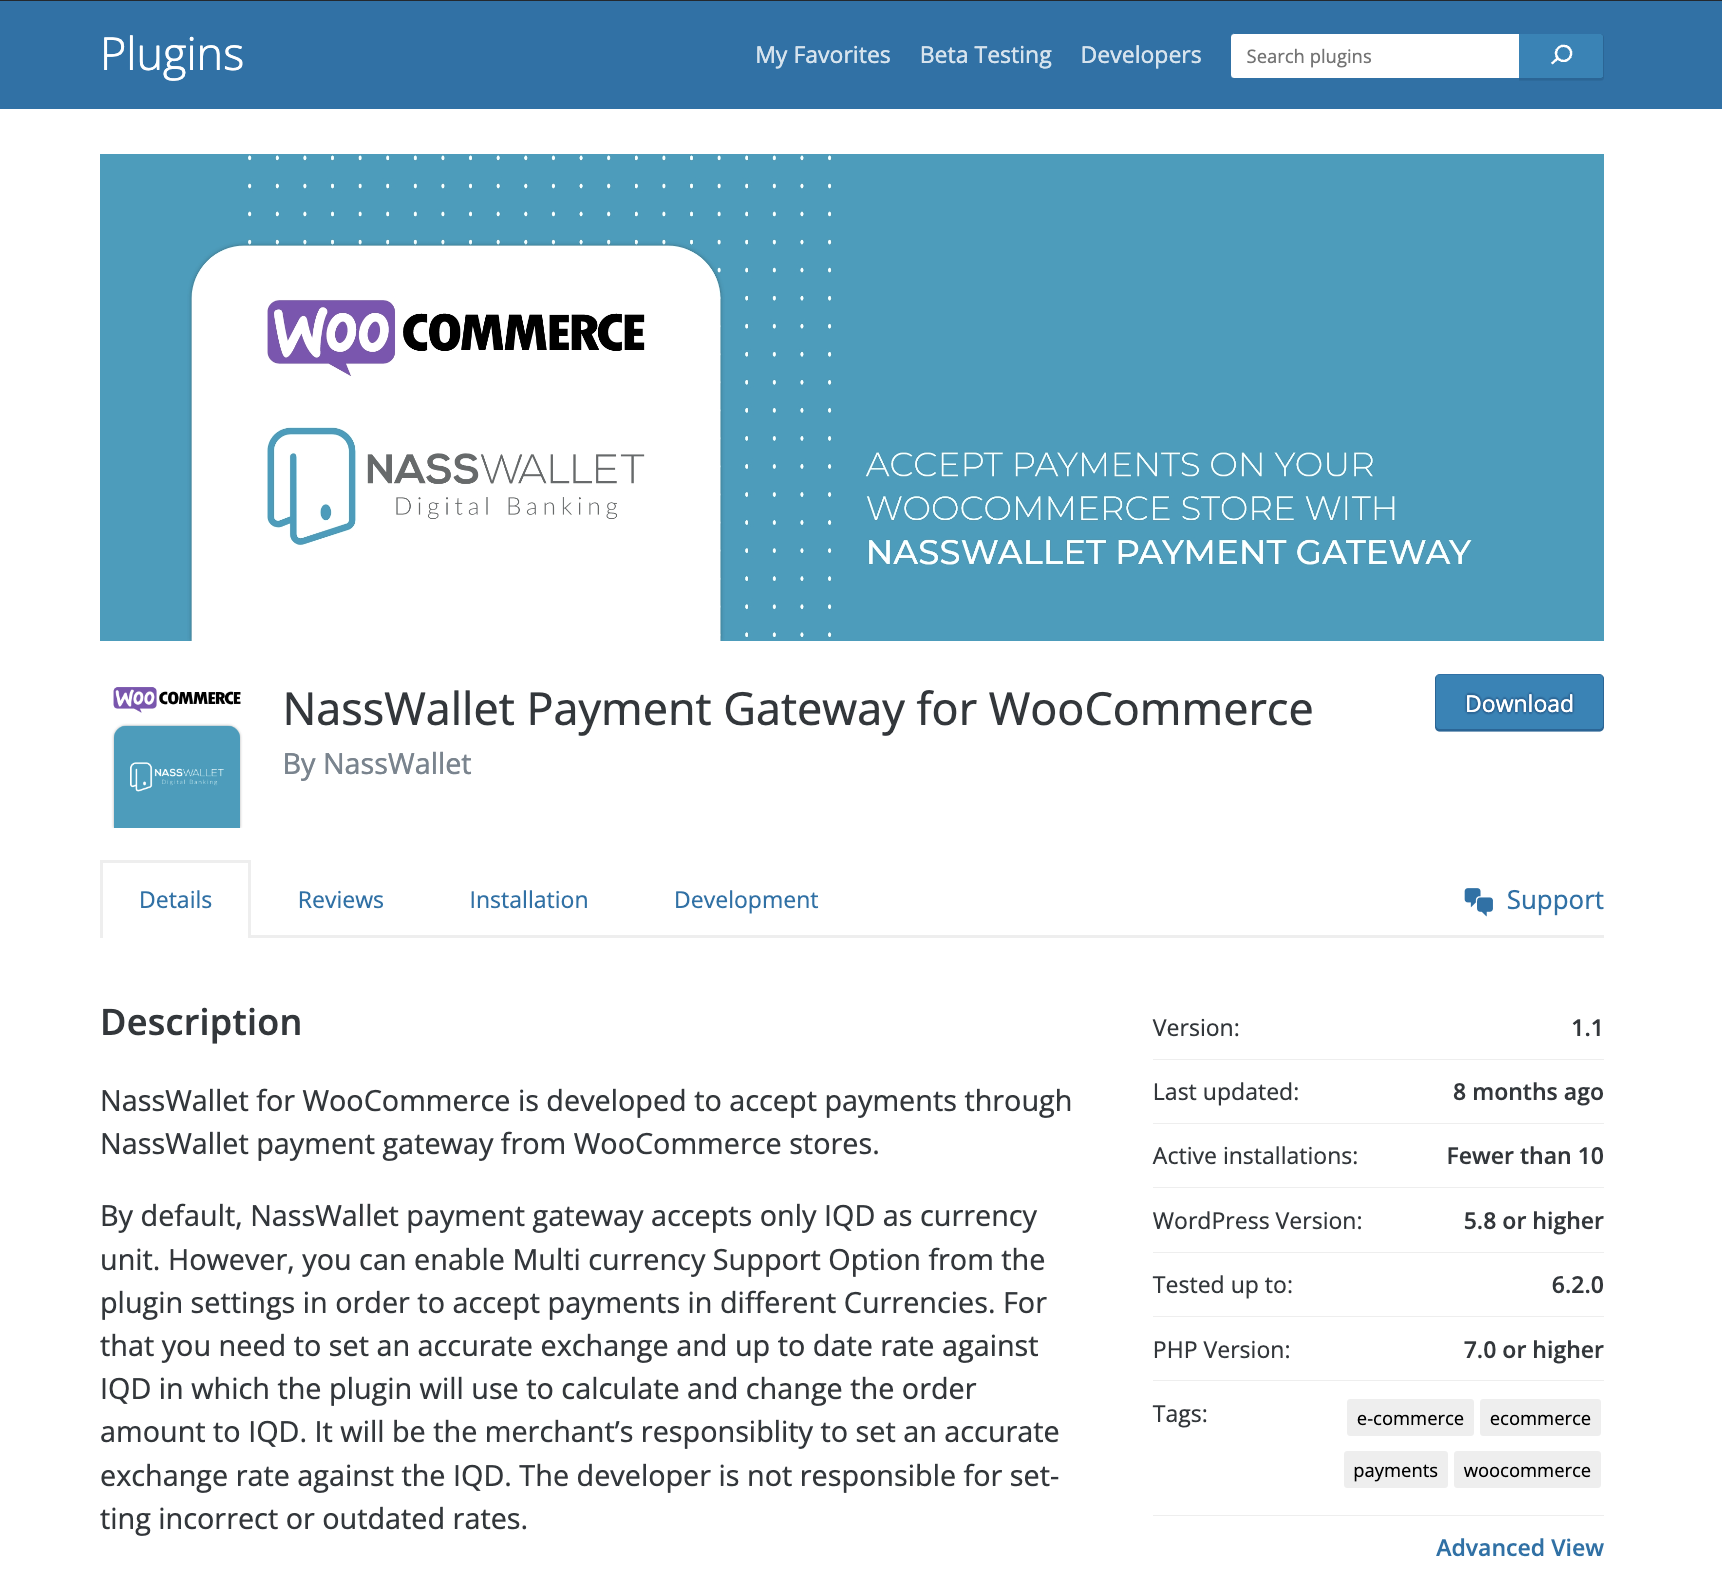 Plugins
My Favorites
Beta Testing
Developers
Search plugins
WOO COMMERCE
NASSWALLET
Digital Banking
ACCEPT PAYMENTS ON YOUR
WOOCOMMERCE STORE WITH
NASSWALLET PAYMENT GATEWAY
WOO COMMERCE
NASSWALLET
Digital Banking
NassWallet Payment Gateway for WooCommerce
By NassWallet
Download
Details
Reviews
Installation
Development
Support
Description
NassWallet for WooCommerce is developed to accept payments through
NassWallet payment gateway from WooCommerce stores.
By default, NassWallet payment gateway accepts only IQD as currency
unit. However, you can enable Multi currency Support Option from the
plugin settings in order to accept payments in different Currencies. For
that you need to set an accurate exchange and up to date rate against
IQD in which the plugin will use to calculate and change the order
amount to IQD. It will be the merchant’s responsiblity to set an accurate
exchange rate against the IQD. The developer is not responsible for set-
ting incorrect or outdated rates.
Version: 1.1
Last updated: 8 months ago
Active installations: Fewer than 10
WordPress Version: 5.8 or higher
Tested up to: 6.2.0
PHP Version: 7.0 or higher
Tags: e-commerce ecommerce
payments woocommerce
Advanced View